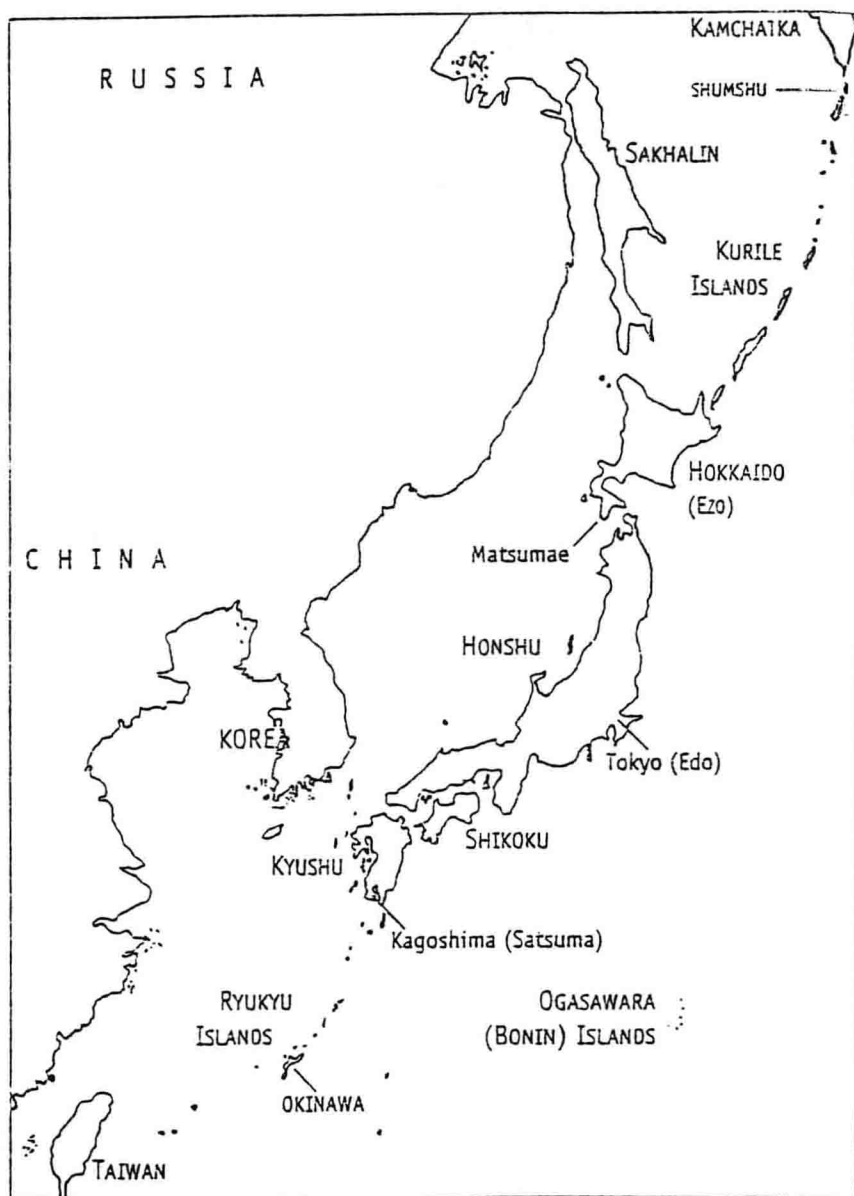 KAMCHATKA
RUSSIA
SHUMSHU
SAKHALIN
KURILE
ISLANDS
HOKKAIDO
(EZO)
Matsumae
CHINA
HONSHU
KOREA
Tokyo (Edo)
SHIKOKU
KYUSHU
Kagoshima (Satsuma)
RYUKYU
ISLANDS
OGASAWARA
(BONIN) ISLANDS
OKINAWA
TAIWAN